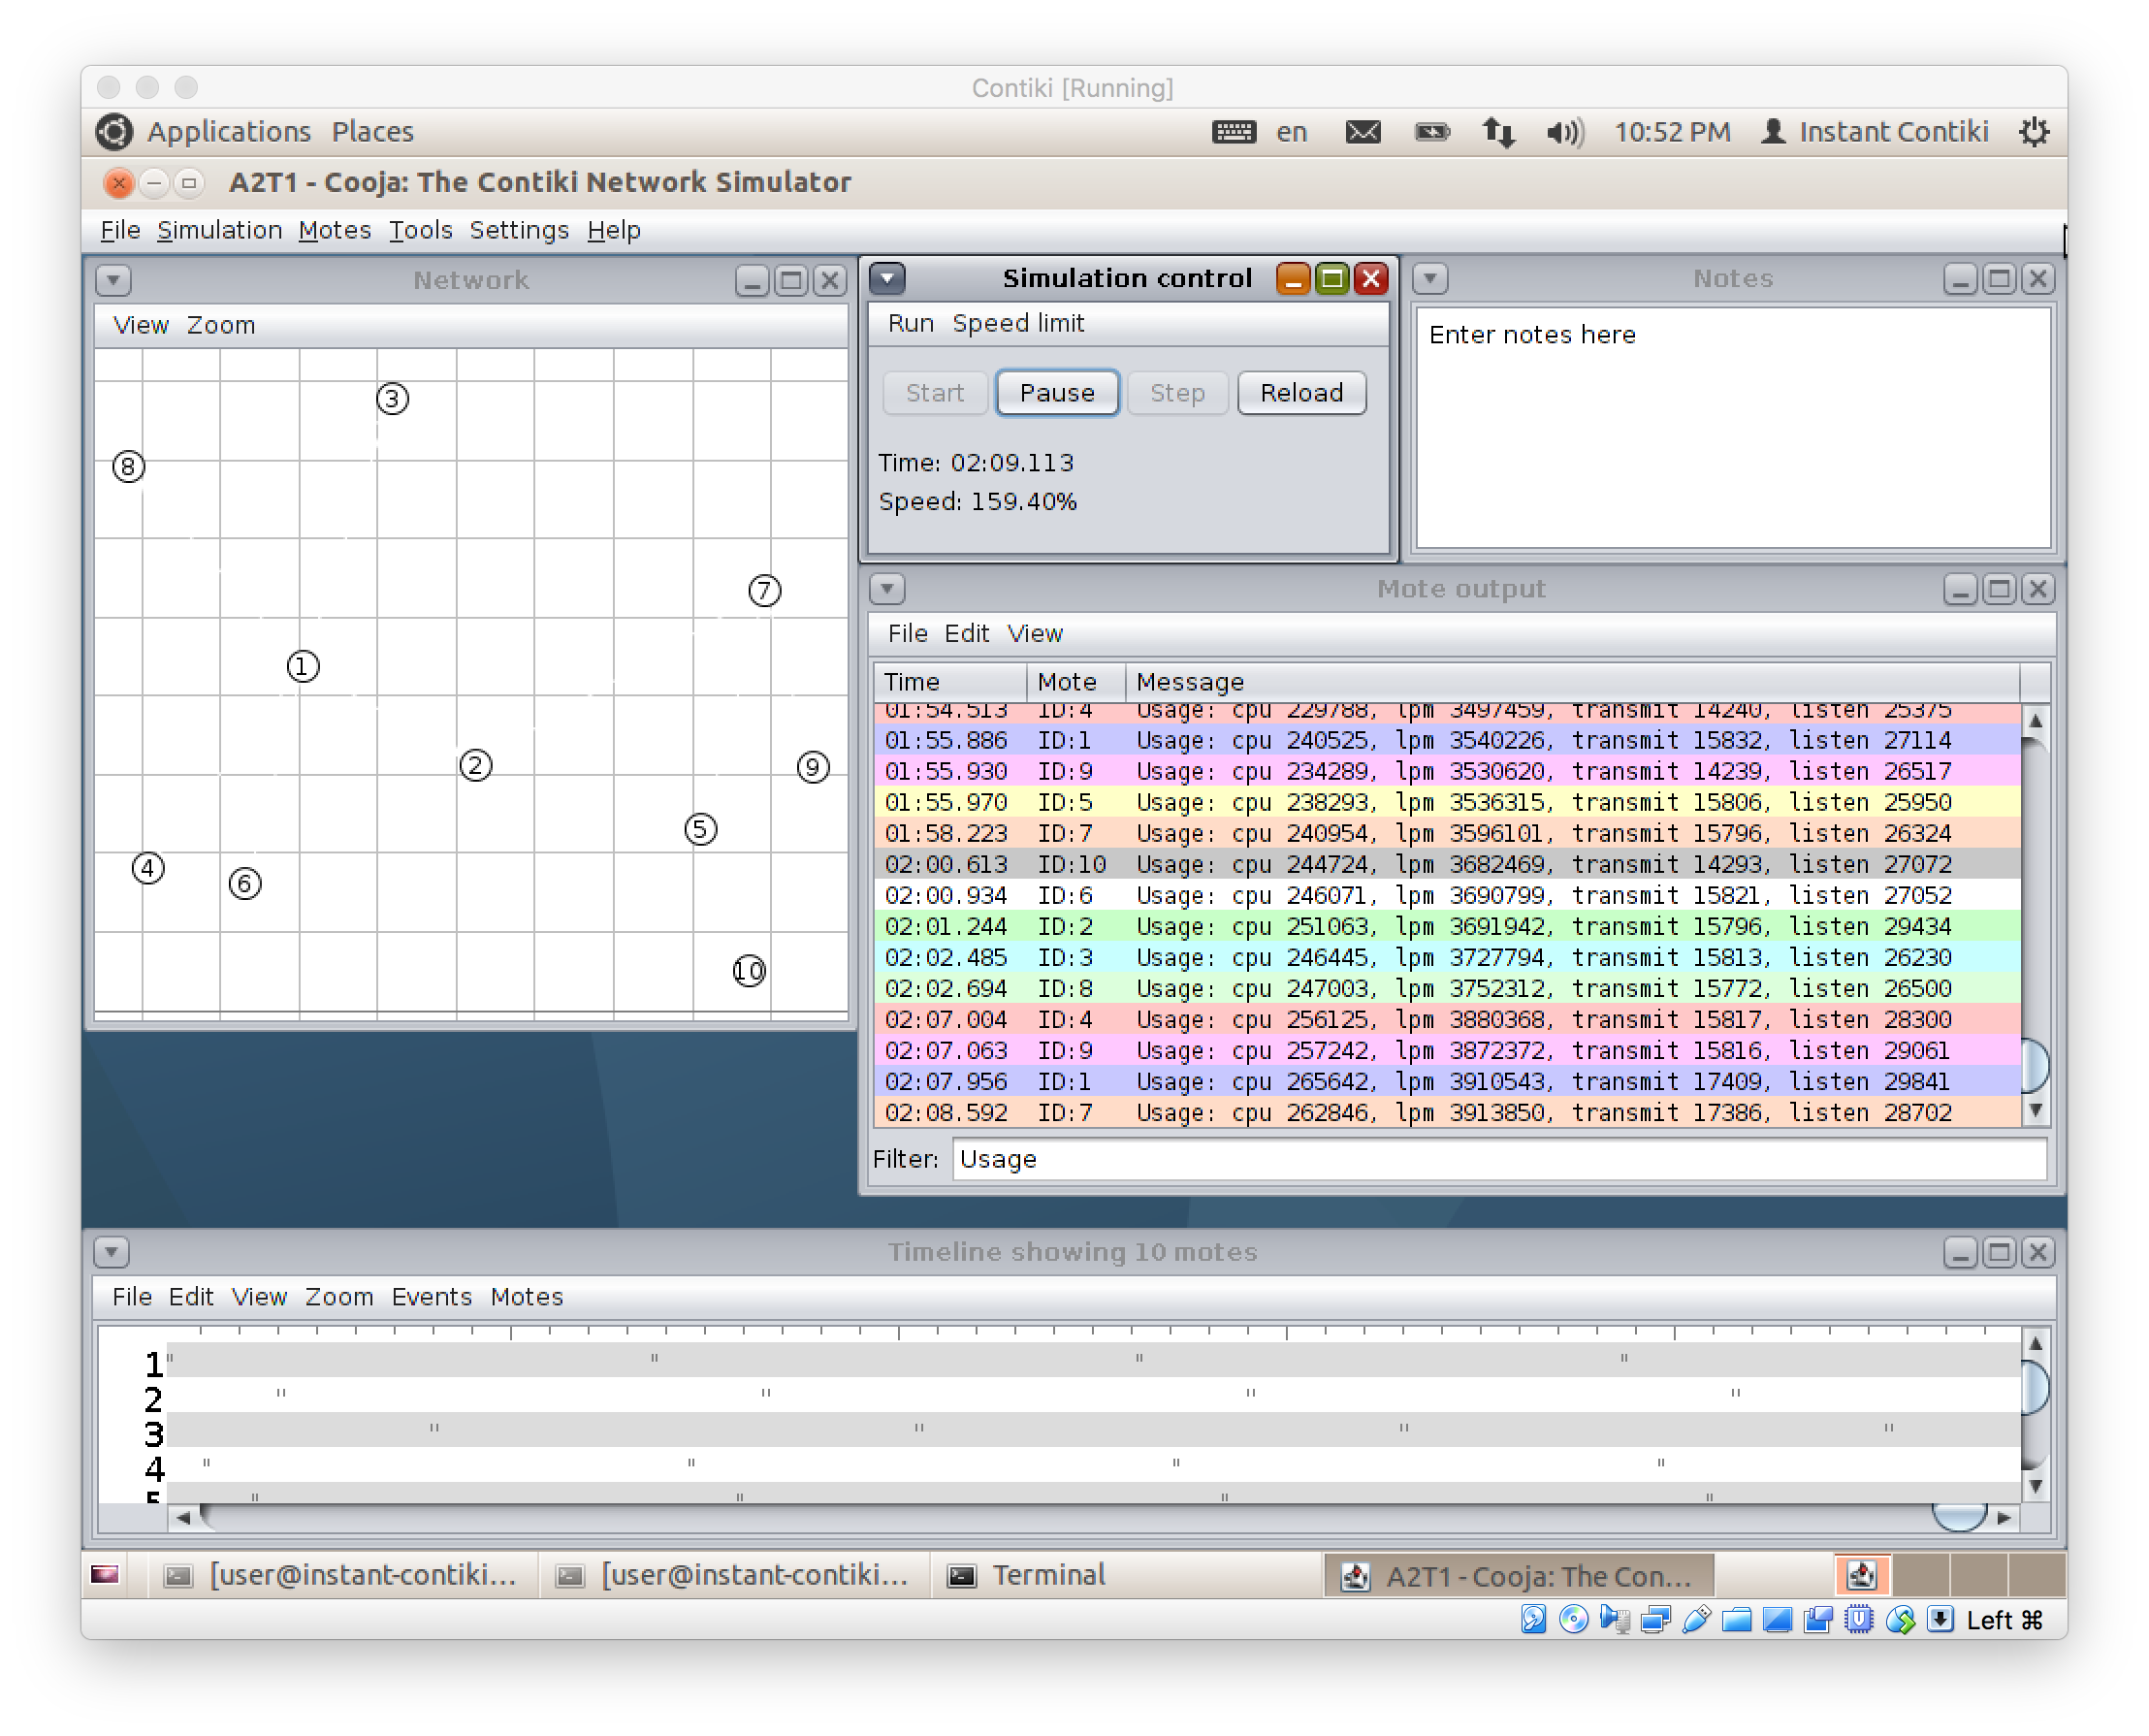 Contiki [Running]
Applications Places en 10:52 PM Instant Contiki
A2T1 - Cooja: The Contiki Network Simulator
File Simulation Motes Tools Settings Help
Network
View Zoom
3
8
7
1
2
9
5
4
6
10
Simulation control
Run Speed limit
Start Pause Step Reload
Time: 02:09.113
Speed: 159.40%
Notes
Enter notes here
Mote output
File Edit View
Time Mote Message
01:54.513 ID:4 Usage: cpu 229788, lpm 3497459, transmit 14240, listen 25375
01:55.886 ID:1 Usage: cpu 240525, lpm 3540226, transmit 15832, listen 27114
01:55.930 ID:9 Usage: cpu 234289, lpm 3530620, transmit 14239, listen 26517
01:55.970 ID:5 Usage: cpu 238293, lpm 3536315, transmit 15806, listen 25950
01:58.223 ID:7 Usage: cpu 240954, lpm 3596101, transmit 15796, listen 26324
02:00.613 ID:10 Usage: cpu 244724, lpm 3682469, transmit 14293, listen 27072
02:00.934 ID:6 Usage: cpu 246071, lpm 3690799, transmit 15821, listen 27052
02:01.244 ID:2 Usage: cpu 251063, lpm 3691942, transmit 15796, listen 29434
02:02.485 ID:3 Usage: cpu 246445, lpm 3727794, transmit 15813, listen 26230
02:02.694 ID:8 Usage: cpu 247003, lpm 3752312, transmit 15772, listen 26500
02:07.004 ID:4 Usage: cpu 256125, lpm 3880368, transmit 15817, listen 28300
02:07.063 ID:9 Usage: cpu 257242, lpm 3872372, transmit 15816, listen 29061
02:07.956 ID:1 Usage: cpu 265642, lpm 3910543, transmit 17409, listen 29841
02:08.592 ID:7 Usage: cpu 262846, lpm 3913850, transmit 17386, listen 28702
Filter: Usage
Timeline showing 10 motes
File Edit View Zoom Events Motes
1
2
3
4
5
[user@instant-contiki... [user@instant-contiki... Terminal A2T1 - Cooja: The Con...
Left ⌘